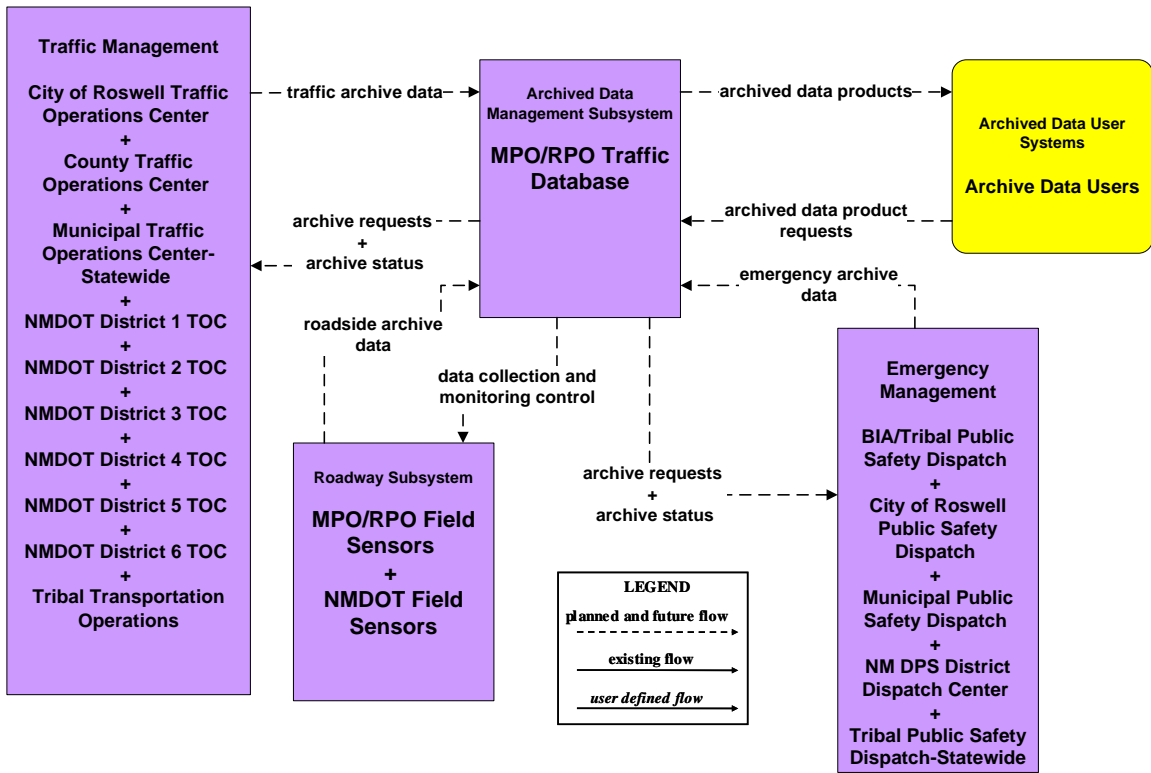 Traffic Management
City of Roswell Traffic
Operations Center
+
County Traffic
Operations Center
+
Municipal Traffic
Operations Center-
Statewide
+
NMDOT District 1 TOC
+
NMDOT District 2 TOC
+
NMDOT District 3 TOC
+
NMDOT District 4 TOC
+
NMDOT District 5 TOC
+
NMDOT District 6 TOC
+
Tribal Transportation
Operations
traffic archive data
archive requests
+
archive status
roadside archive
data
Archived Data
Management Subsystem
MPO/RPO Traffic
Database
data collection and
monitoring control
Roadway Subsystem
MPO/RPO Field
Sensors
+
NMDOT Field
Sensors
archived data products
archived data product
requests
emergency archive
data
archive requests
+
archive status
Archived Data User
Systems
Archive Data Users
Emergency
Management
BIA/Tribal Public
Safety Dispatch
+
City of Roswell
Public Safety
Dispatch
+
Municipal Public
Safety Dispatch
+
NM DPS District
Dispatch Center
+
Tribal Public Safety
Dispatch-Statewide
LEGEND
planned and future flow
existing flow
user defined flow